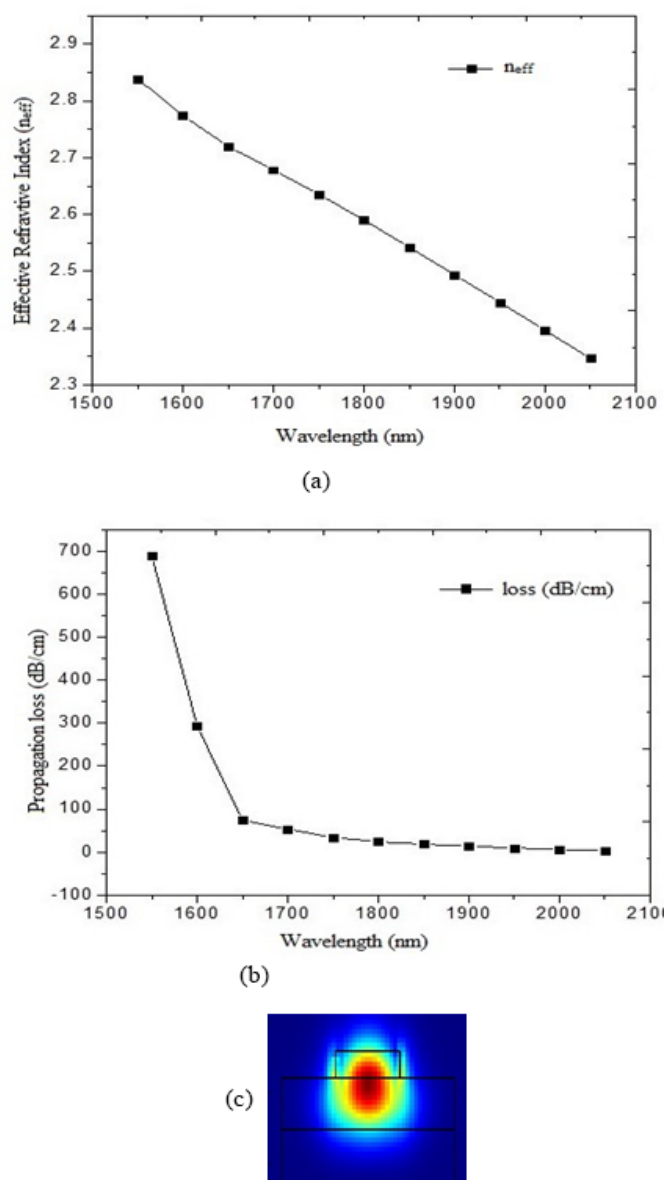 2.9
2.8
2.7
2.6
2.5
2.4
2.3
Effective Refravtive Index (neff)
neff
1500 1600 1700 1800 1900 2000 2100
Wavelength (nm)
(a)
700
600
500
400
300
200
100
0
-100
Propagation loss (dB/cm)
loss (dB/cm)
1500 1600 1700 1800 1900 2000 2100
Wavelength (nm)
(b)
(c)